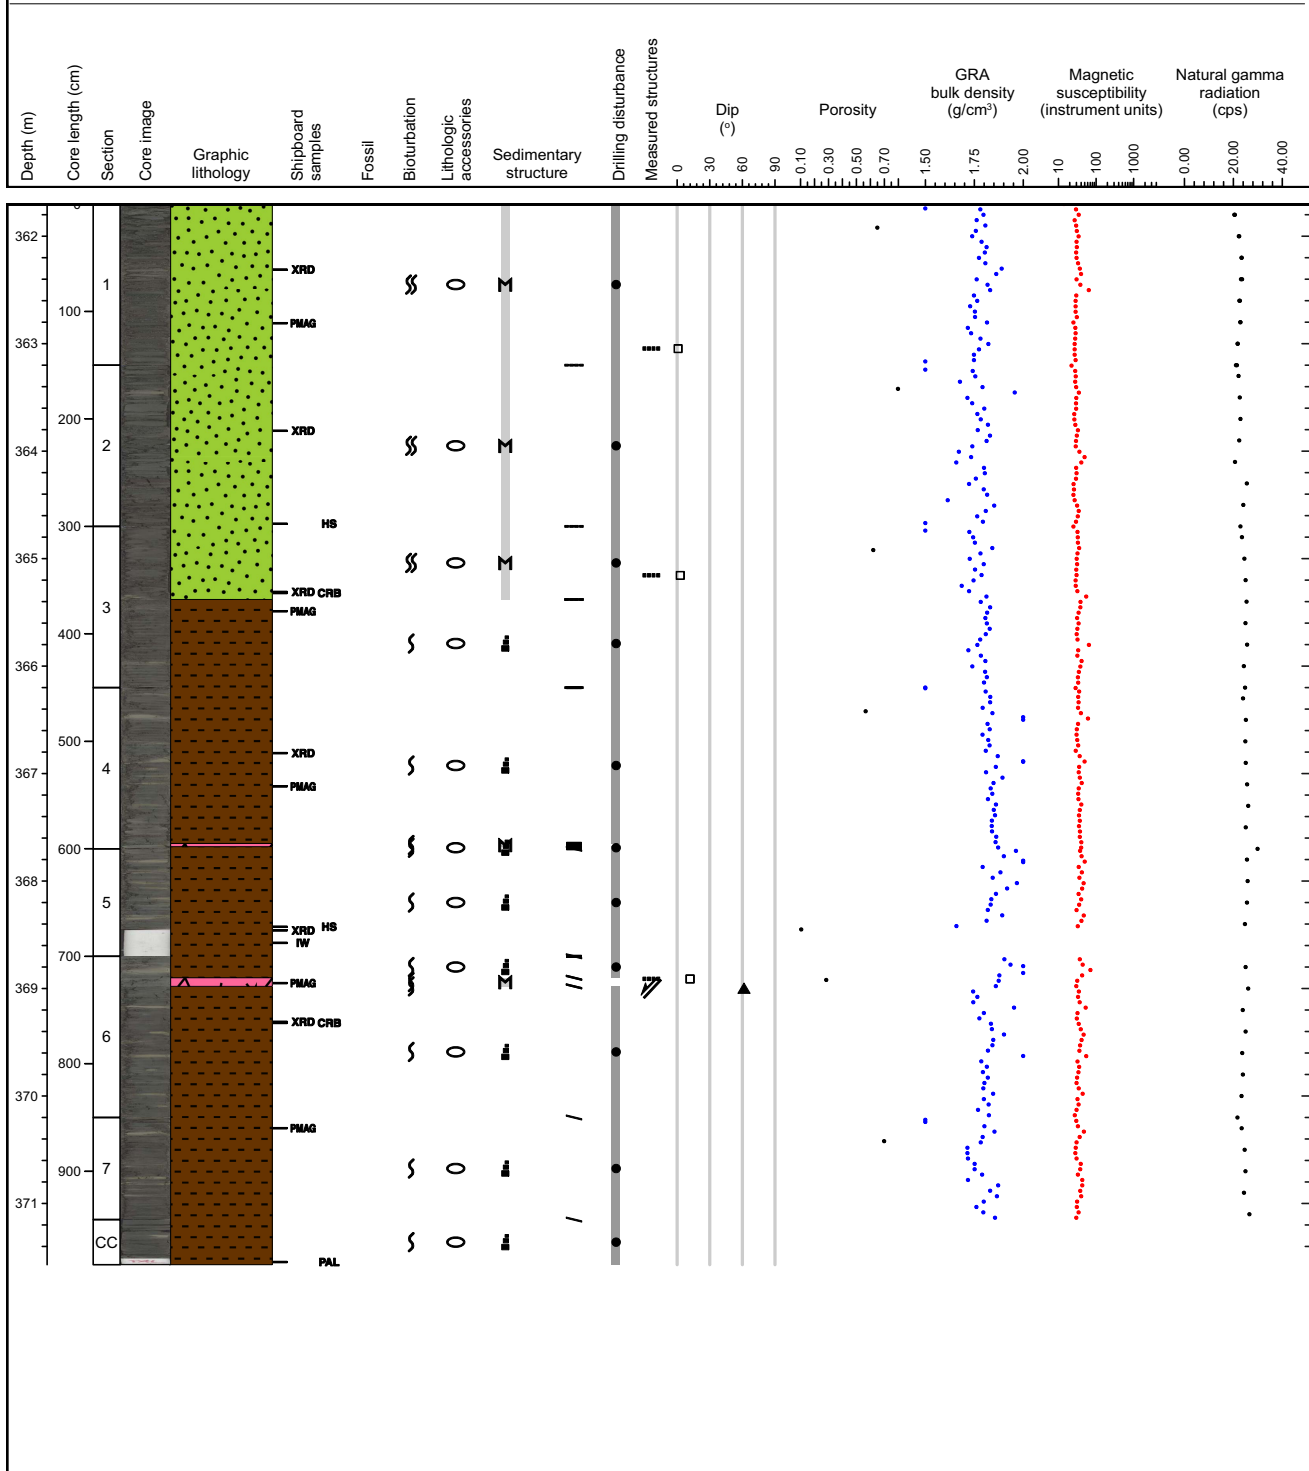 Depth (m)
Core length (cm)
Section
Core image
Graphic
lithology
Shipboard
samples
Fossil
Bioturbation
Lithologic
accessories
Sedimentary
structure
Drilling disturbance
Measured structures
Dip
(°)
0 30 60 90
Porosity
0.10 0.30 0.50 0.70
GRA
bulk density
(g/cm³)
1.50 1.75 2.00
Magnetic
susceptibility
(instrument units)
10 100 1000
Natural gamma
radiation
(cps)
0.00 20.00 40.00
0
362
XRD
1
100
PMAG
363
200
XRD
2
364
HS
300
365
XRD CRB
3
PMAG
400
366
500
XRD
4
367
PMAG
600
368
5
HS
XRD
IW
700
PMAG
369
XRD CRB
6
800
370
PMAG
7
900
371
CC
PAL